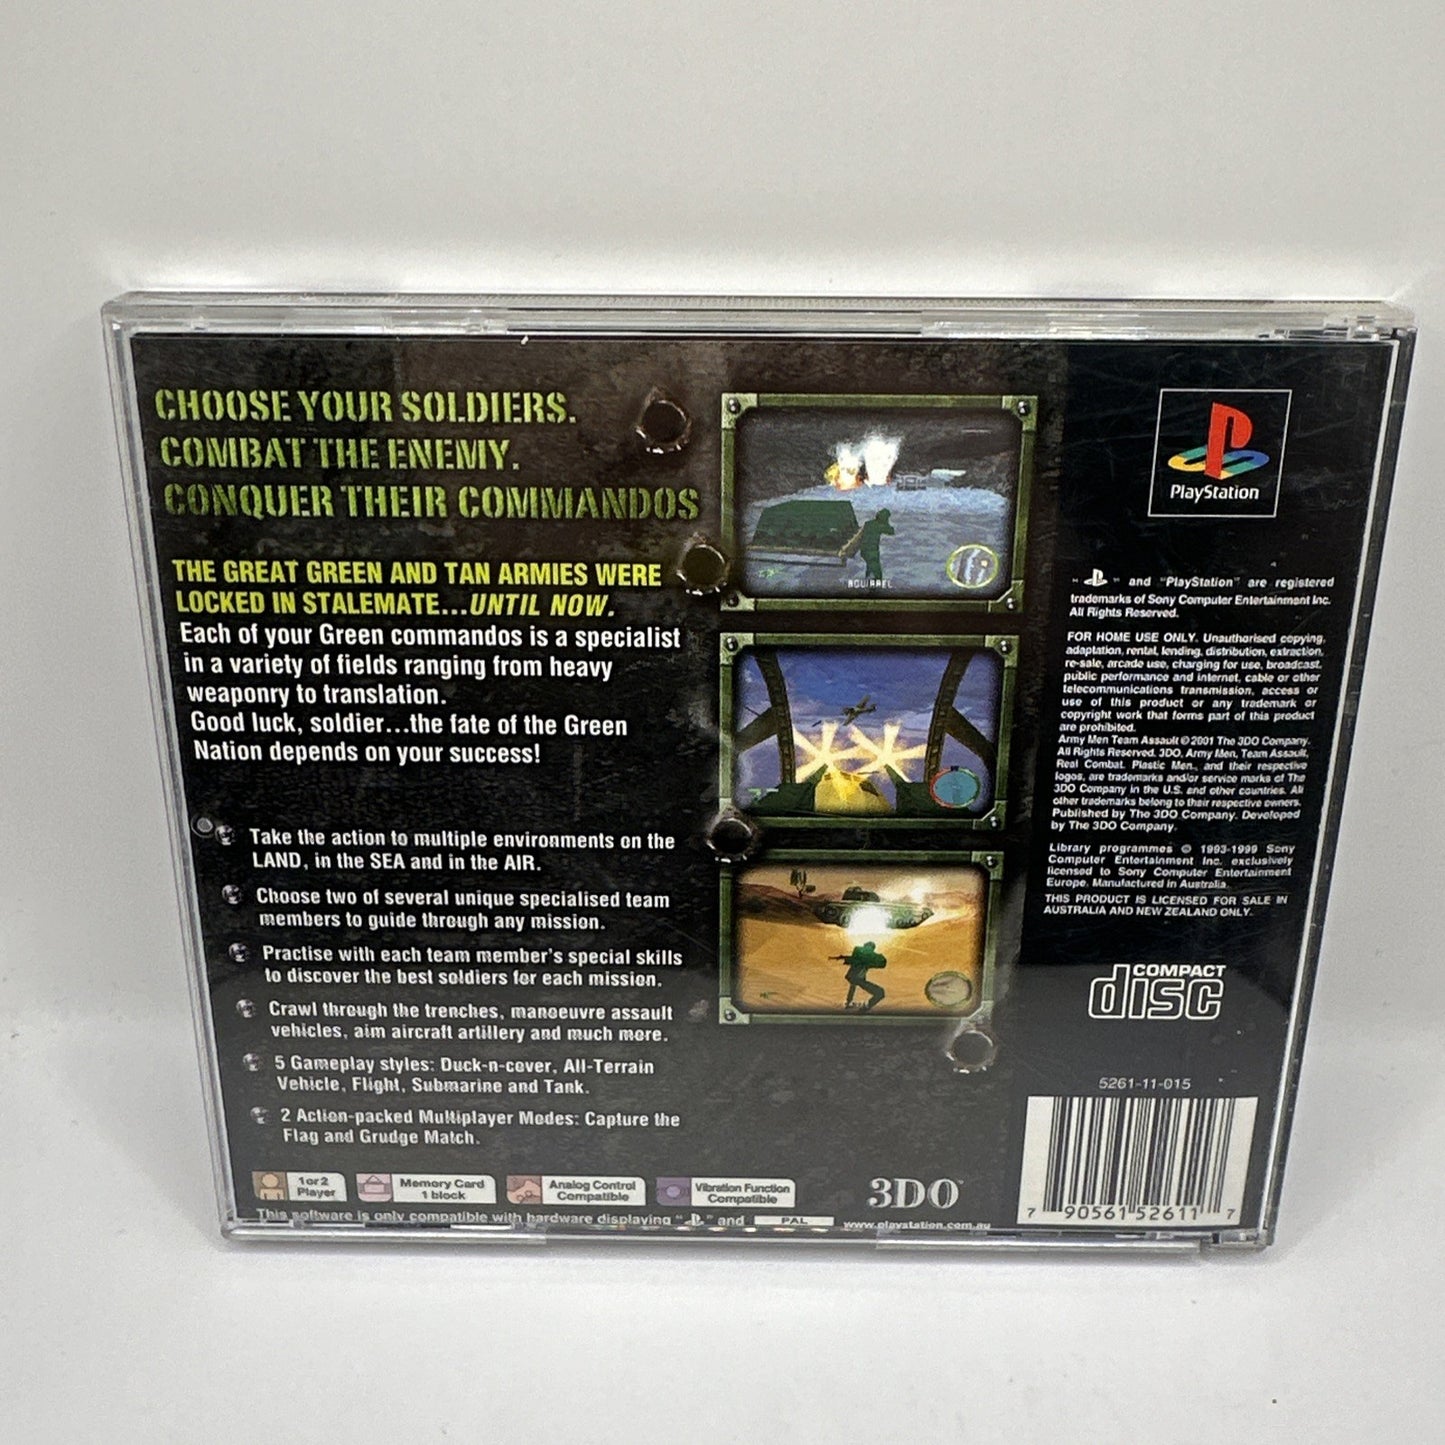 CHOOSE YOUR SOLDIERS.
COMBAT THE ENEMY.
CONQUER THEIR COMMANDOS
THE GREAT GREEN AND TAN ARMIES WERE
LOCKED IN STALEMATE...UNTIL NOW.
Each of your Green commandos is a specialist
in a variety of fields ranging from heavy
weaponry to translation.
Good luck, soldier...the fate of the Green
Nation depends on your success!
Take the action to multiple environments on the
LAND, in the SEA and in the AIR.
Choose two of several unique specialised team
members to guide through any mission.
Practise with each team member's special skills
to discover the best soldiers for each mission.
Crawl through the trenches, manoeuvre assault
vehicles, aim aircraft artillery and much more.
5 Gameplay styles: Duck-n-cover, All-Terrain
Vehicle, Flight, Submarine and Tank.
2 Action-packed Multiplayer Modes: Capture the
Flag and Grudge Match.
1 or 2
Player
Memory Card
1 block
Analog Control
Compatible
Vibration Function
Compatible
This software is only compatible with hardware displaying " " and PAL
3DO
www.playstation.com.au
SQUIRREL
PlayStation
" " and "PlayStation" are registered
trademarks of Sony Computer Entertainment Inc.
All Rights Reserved.
FOR HOME USE ONLY. Unauthorised copying,
adaptation, rental, lending, distribution, extraction,
re-sale, arcade use, charging for use, broadcast,
public performance and internet, cable or other
telecommunications transmission, access or
use of this product or any trademark or
copyright work that forms part of this product
are prohibited.
Army Men Team Assault © 2001 The 3DO Company.
All Rights Reserved. 3DO, Army Men, Team Assault,
Real Combat. Plastic Men., and their respective
logos, are trademarks and/or service marks of The
3DO Company in the U.S. and other countries. All
other trademarks belong to their respective owners.
Published by The 3DO Company. Developed
by The 3DO Company.
Library programmes © 1993-1999 Sony
Computer Entertainment Inc. exclusively
licensed to Sony Computer Entertainment
Europe. Manufactured in Australia.
THIS PRODUCT IS LICENSED FOR SALE IN
AUSTRALIA AND NEW ZEALAND ONLY.
COMPACT
disc
5261-11-015
7 90561 52611 7